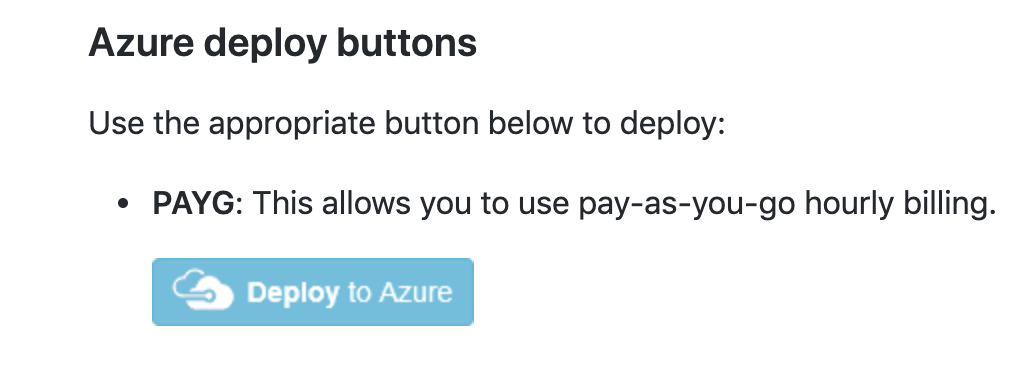 Azure deploy buttons
Use the appropriate button below to deploy:
• PAYG: This allows you to use pay-as-you-go hourly billing.
Deploy to Azure